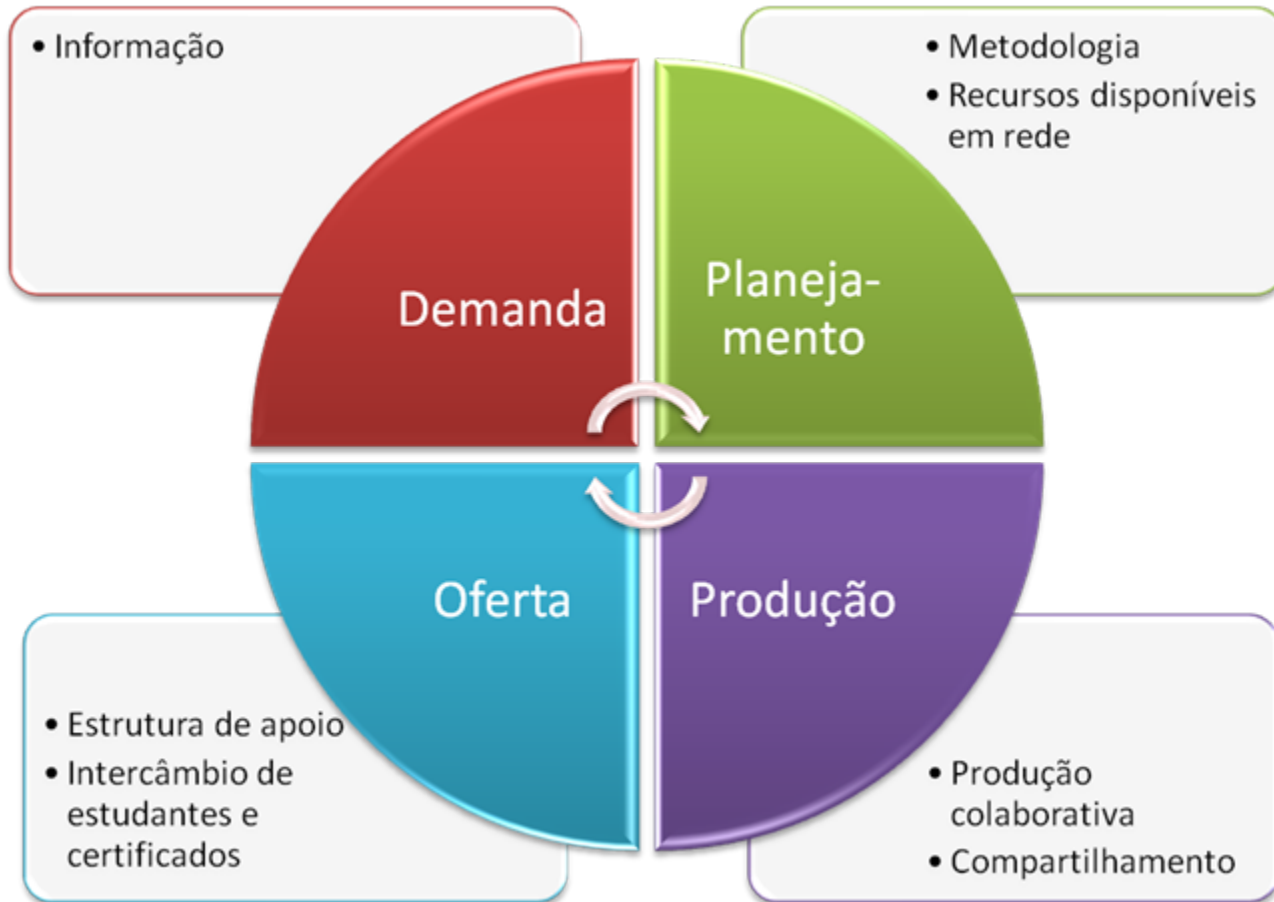 • Informação
• Metodologia
• Recursos disponíveis
em rede
Demanda
Planeja-
mento
Oferta
Produção
• Estrutura de apoio
• Intercâmbio de
estudantes e
certificados
• Produção
colaborativa
• Compartilhamento